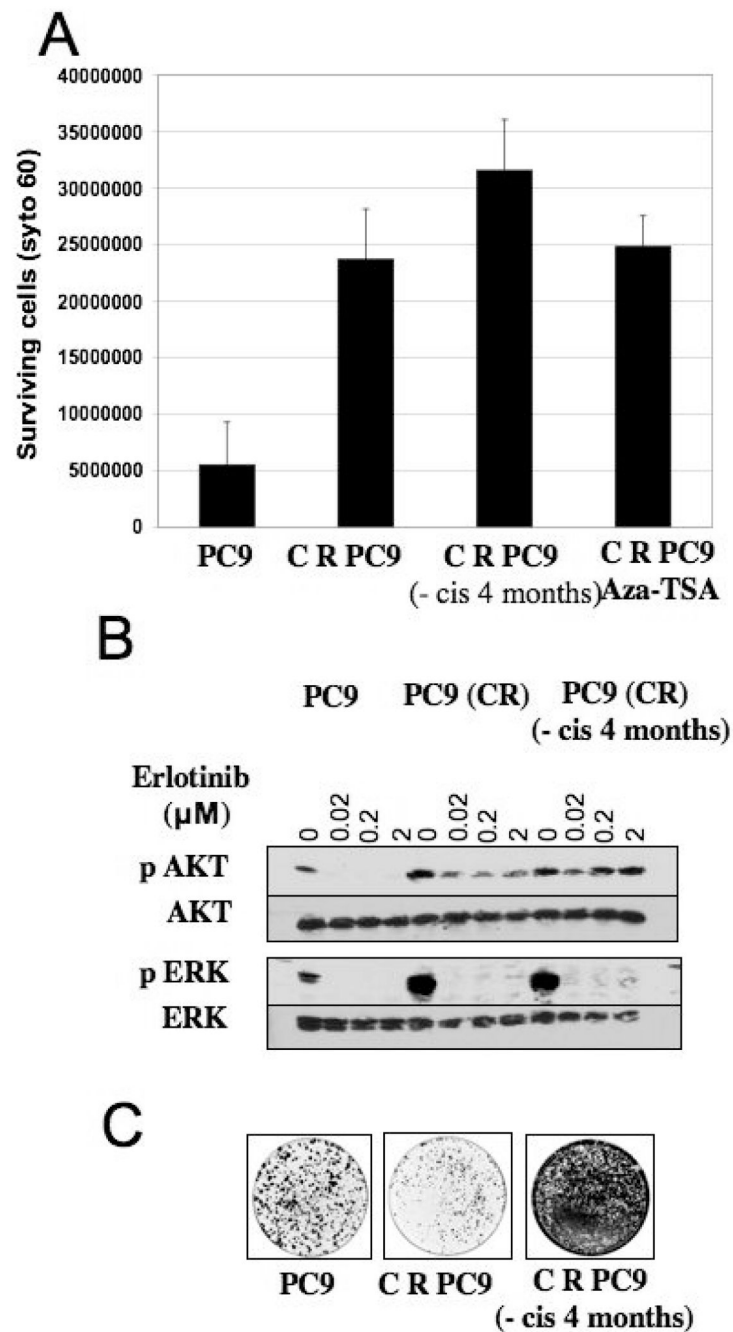 A
Surviving cells (syto 60)
40000000
35000000
30000000
25000000
20000000
15000000
10000000
5000000
0
PC9
C R PC9
C R PC9
(- cis 4 months)
C R PC9
Aza-TSA
B
PC9
PC9 (CR)
PC9 (CR)
(- cis 4 months)
Erlotinib
(µM)
0 0.02 0.2 2 0 0.02 0.2 2 0 0.02 0.2 2
p AKT
AKT
p ERK
ERK
C
PC9
C R PC9
C R PC9
(- cis 4 months)